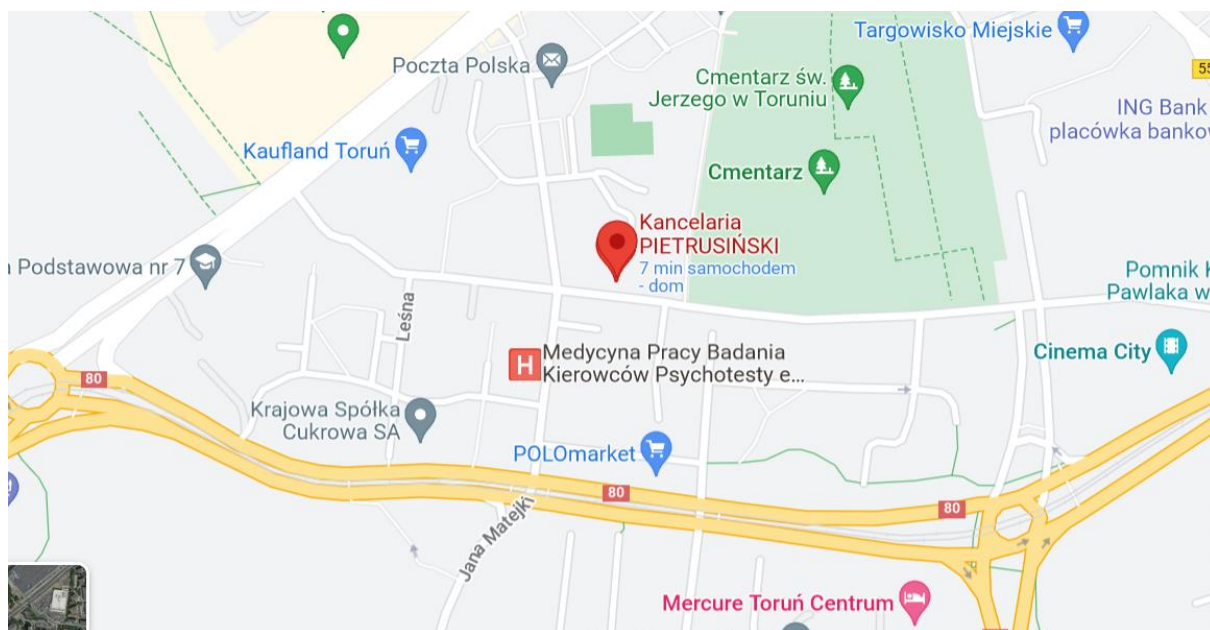 Targowisko Miejskie
Poczta Polska
55
Cmentarz św.
Jerzego w Toruniu
ING Bank
placówka bankow
Kaufland Toruń
Cmentarz
Kancelaria
PIETRUSIŃSKI
7 min samochodem
- dom
a Podstawowa nr 7
Pomnik K
Pawlaka w
Leśna
Medycyna Pracy Badania
Kierowców Psychotesty e...
Cinema City
80
Krajowa Spółka
Cukrowa SA
POLOmarket
80
80
Jana Matejki
Mercure Toruń Centrum